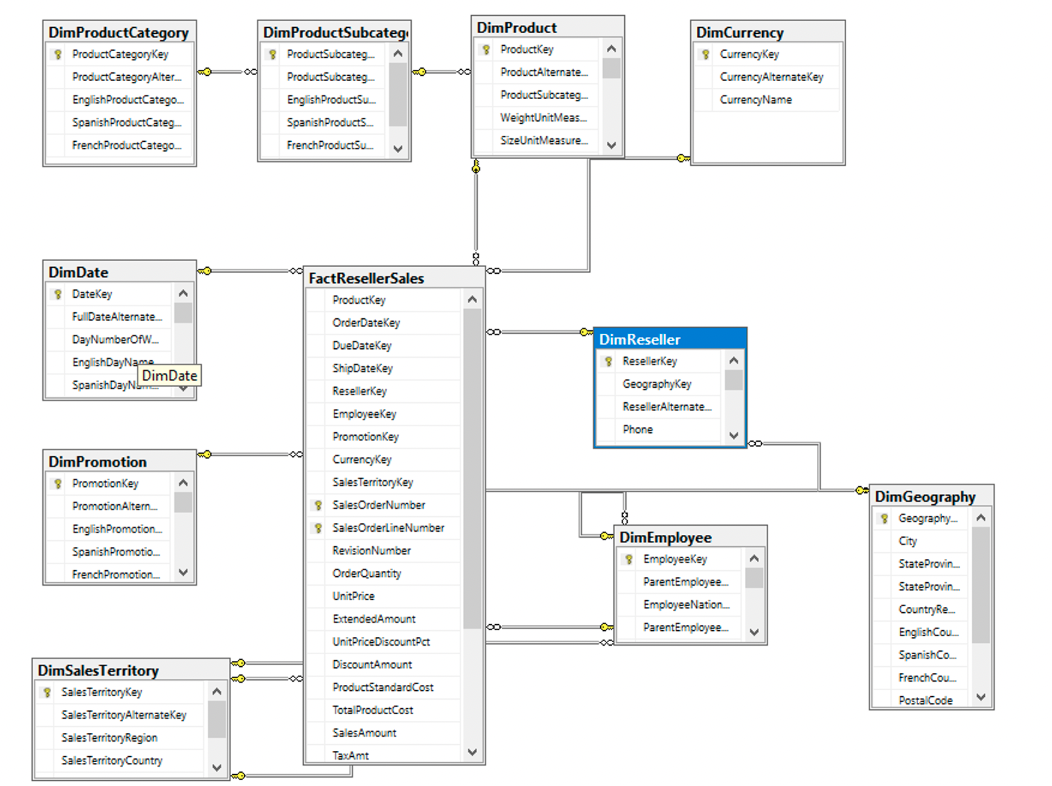 DimProductCategory
ProductCategoryKey
ProductCategoryAlter...
EnglishProductCatego...
SpanishProductCateg...
FrenchProductCatego...
DimProductSubcatego
ProductSubcateg...
ProductSubcateg...
EnglishProductSu...
SpanishProductS...
FrenchProductSu...
DimProduct
ProductKey
ProductAlternate...
ProductSubcateg...
WeightUnitMeas...
SizeUnitMeasure...
DimCurrency
CurrencyKey
CurrencyAlternateKey
CurrencyName
DimDate
DateKey
FullDateAlternate...
DayNumberOfW...
EnglishDayName
SpanishDayNam...
DimDate
FactResellerSales
ProductKey
OrderDateKey
DueDateKey
ShipDateKey
ResellerKey
EmployeeKey
PromotionKey
CurrencyKey
SalesTerritoryKey
SalesOrderNumber
SalesOrderLineNumber
RevisionNumber
OrderQuantity
UnitPrice
ExtendedAmount
UnitPriceDiscountPct
DiscountAmount
ProductStandardCost
TotalProductCost
SalesAmount
TaxAmt
DimReseller
ResellerKey
GeographyKey
ResellerAlternate...
Phone
DimPromotion
PromotionKey
PromotionAltern...
EnglishPromotion...
SpanishPromotio...
FrenchPromotion...
DimEmployee
EmployeeKey
ParentEmployee...
EmployeeNation...
ParentEmployee...
DimGeography
Geography...
City
StateProvin...
StateProvin...
CountryRe...
EnglishCou...
SpanishCo...
FrenchCou...
PostalCode
DimSalesTerritory
SalesTerritoryKey
SalesTerritoryAlternateKey
SalesTerritoryRegion
SalesTerritoryCountry